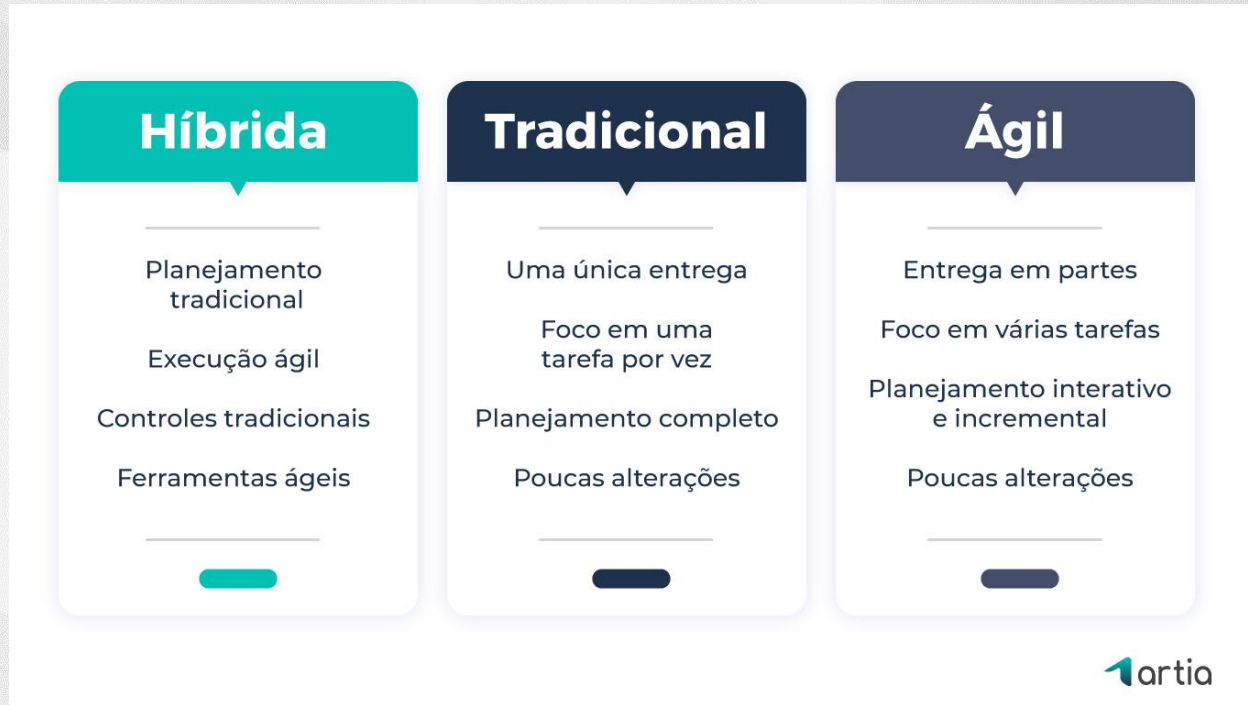 Híbrida
Planejamento
tradicional
Execução ágil
Controles tradicionais
Ferramentas ágeis
Tradicional
Uma única entrega
Foco em uma
tarefa por vez
Planejamento completo
Poucas alterações
Ágil
Entrega em partes
Foco em várias tarefas
Planejamento interativo
e incremental
Poucas alterações
artia